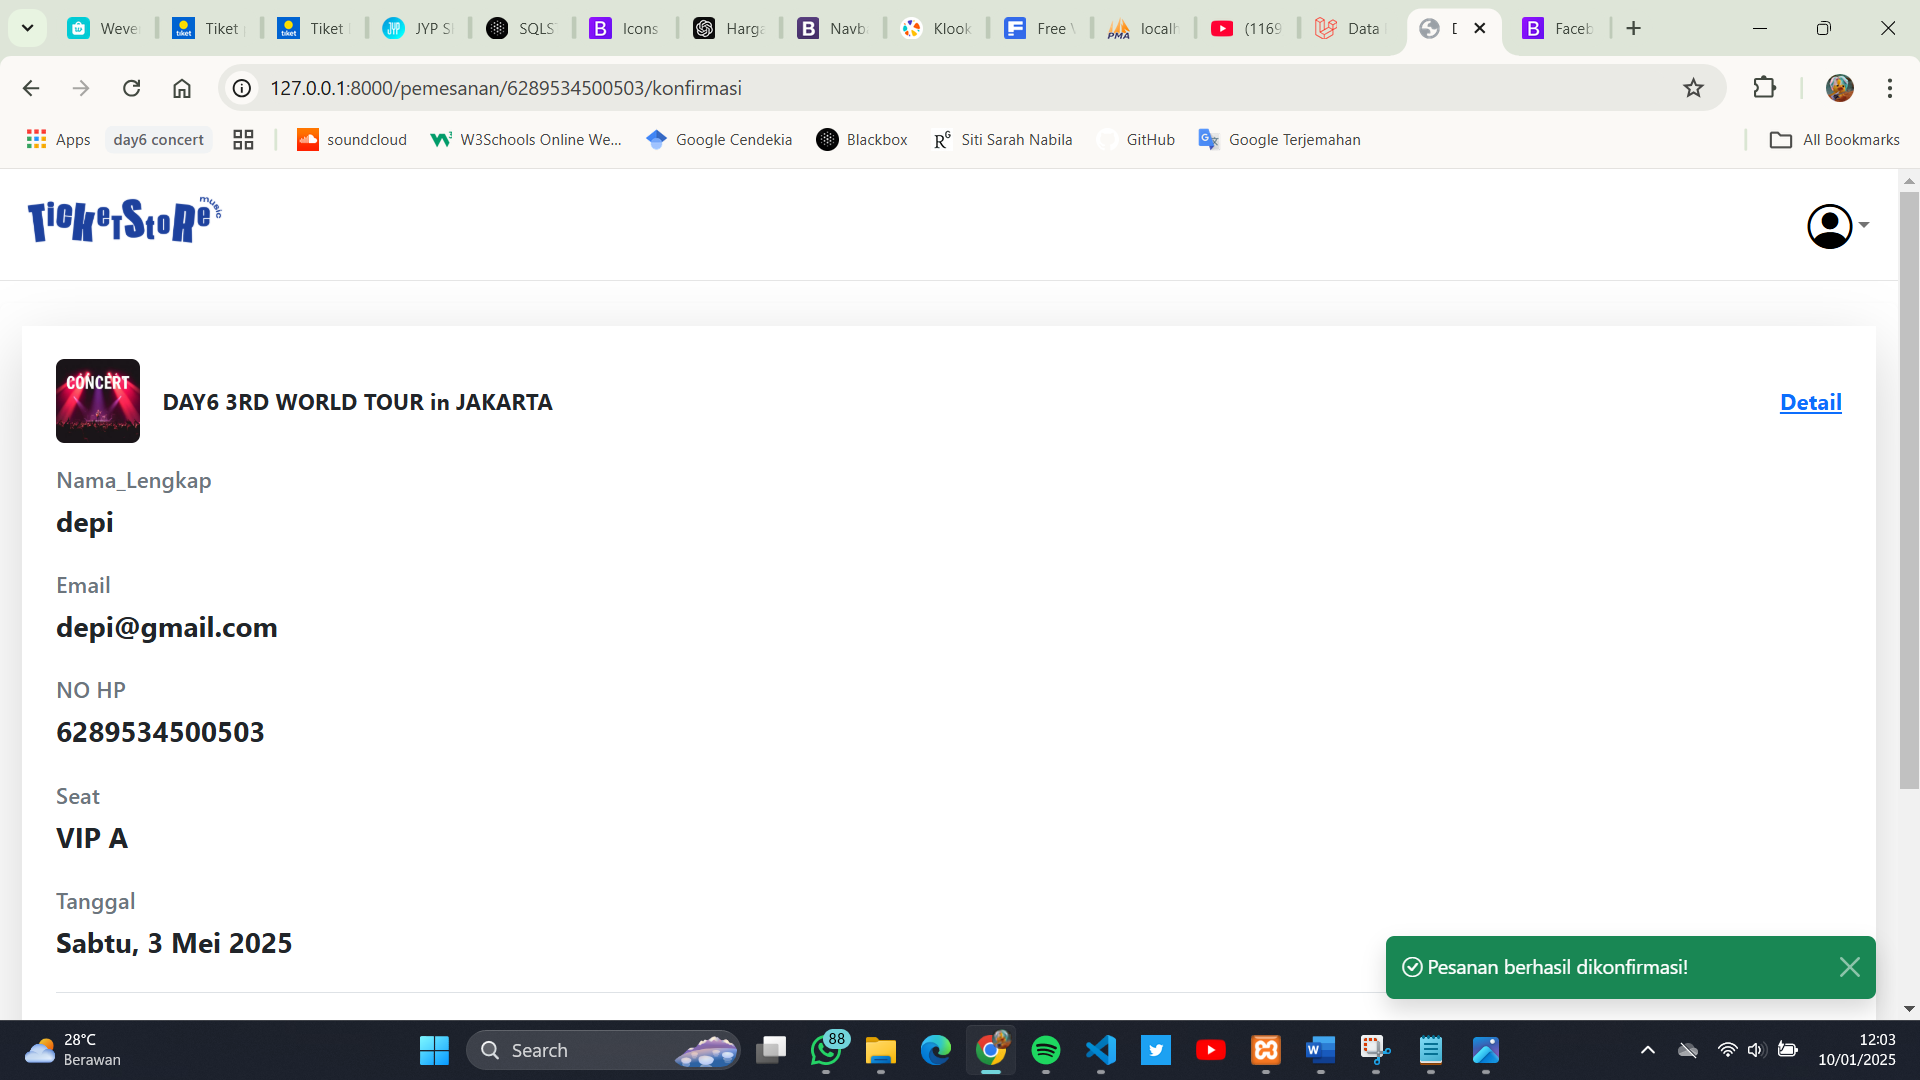 Weve
Tiket
Tiket
JYP S
SQLS
Icons
Harga
Navb
Klook
Free
localh
(1169
Data
Faceb
127.0.0.1:8000/pemesanan/6289534500503/konfirmasi
Apps
day6 concert
soundcloud
W3Schools Online We...
Google Cendekia
Blackbox
Siti Sarah Nabila
GitHub
Google Terjemahan
All Bookmarks
TicKeTSToRe music
CONCERT
DAY6 3RD WORLD TOUR in JAKARTA
Detail
Nama_Lengkap
depi
Email
depi@gmail.com
NO HP
6289534500503
Seat
VIP A
Tanggal
Sabtu, 3 Mei 2025
Pesanan berhasil dikonfirmasi!
28°C
Berawan
Search
88
12:03
10/01/2025